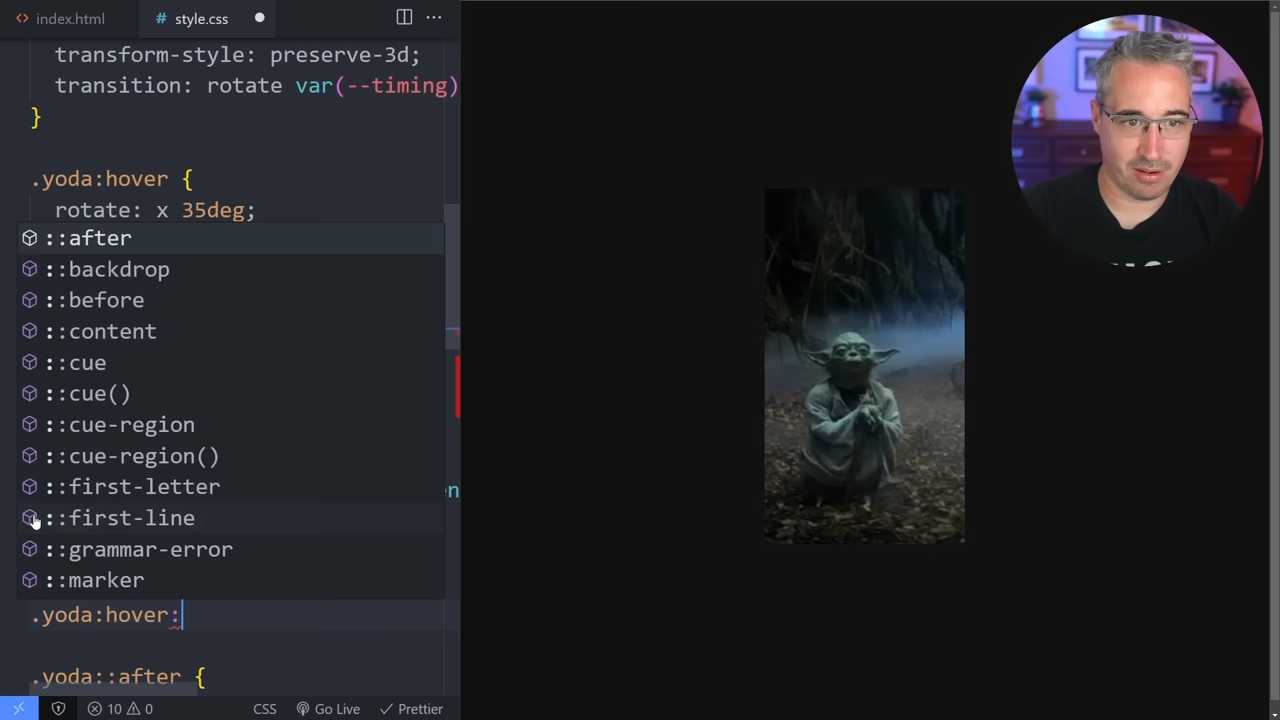 index.html
# style.css
transform-style: preserve-3d;
transition: rotate var(--timing)
}
.yoda:hover {
rotate: x 35deg;
::after
::backdrop
::before
::content
::cue
::cue()
::cue-region
::cue-region()
en
::first-letter
::first-line
::grammar-error
::marker
.yoda:hover:
.yoda::after {
10 0 CSS Go Live Prettier